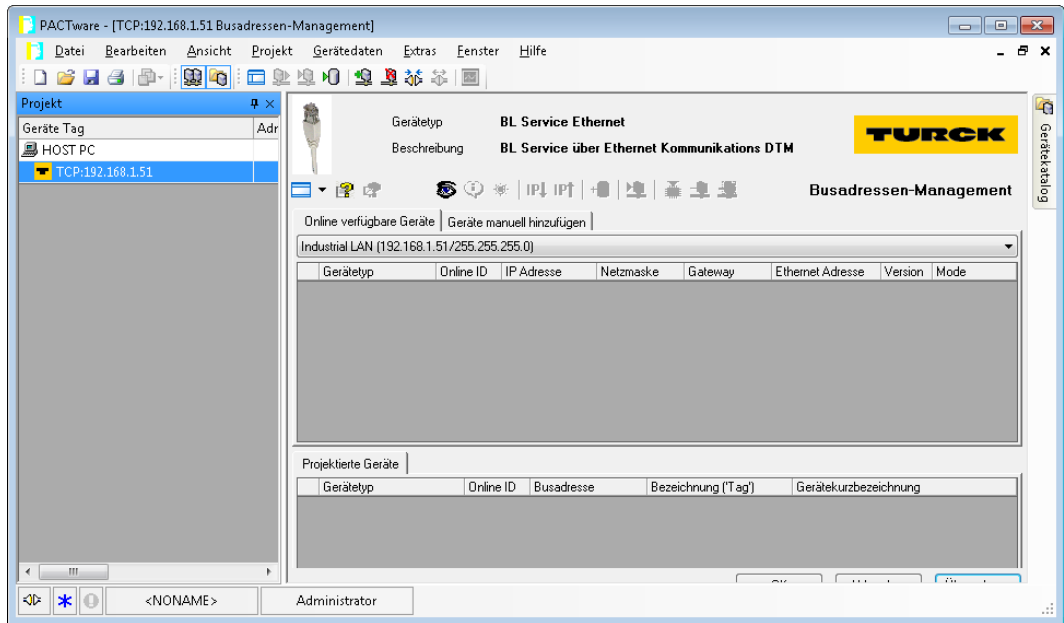 PACTware - [TCP:192.168.1.51 Busadressen-Management]
Datei Bearbeiten Ansicht Projekt Gerätedaten Extras Fenster Hilfe
Projekt
Geräte Tag Adr
HOST PC
TCP:192.168.1.51
Gerätetyp BL Service Ethernet
Beschreibung BL Service über Ethernet Kommunikations DTM
TURCK
Busadressen-Management
Online verfügbare Geräte Geräte manuell hinzufügen
Industrial LAN (192.168.1.51/255.255.255.0)
Gerätetyp Online ID IP Adresse Netzmaske Gateway Ethernet Adresse Version Mode
Projektierte Geräte
Gerätetyp Online ID Busadresse Bezeichnung ('Tag') Gerätekurzbezeichnung
Gerätekatalog
<NONAME> Administrator